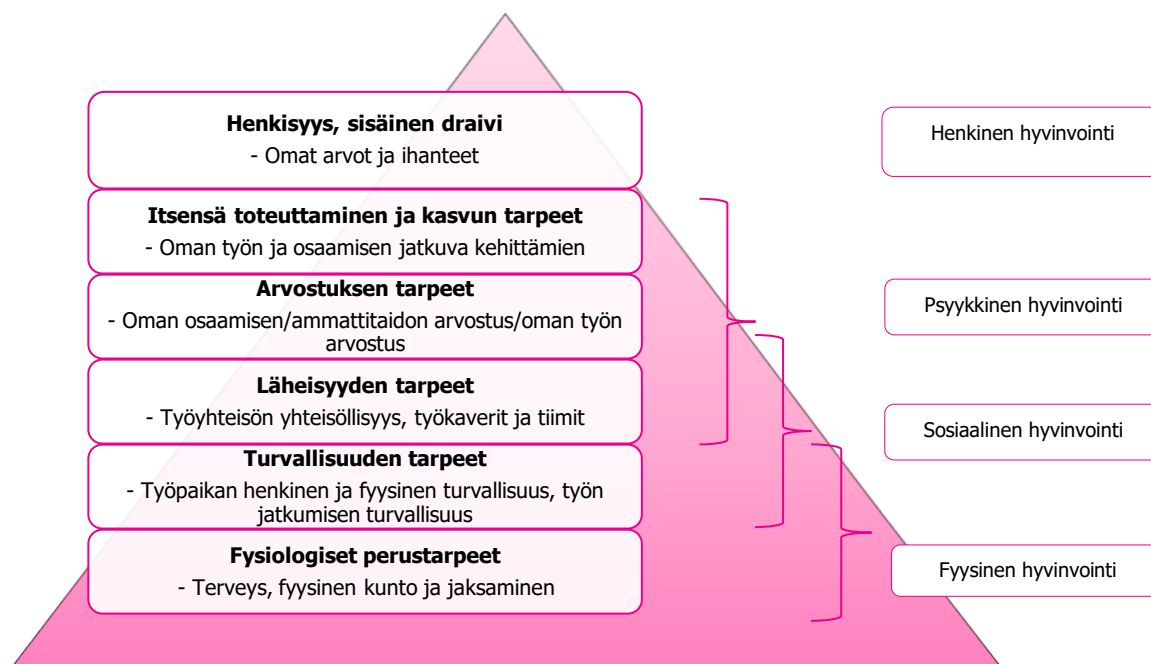 Henkisyys, sisäinen draivi
- Omat arvot ja ihanteet
Henkinen hyvinvointi
Itsensä toteuttaminen ja kasvun tarpeet
- Oman työn ja osaamisen jatkuva kehittämien
Arvostuksen tarpeet
- Oman osaamisen/ammattitaidon arvostus/oman työn
arvostus
Psyykkinen hyvinvointi
Läheisyyden tarpeet
- Työyhteisön yhteisöllisyys, työkaverit ja tiimit
Sosiaalinen hyvinvointi
Turvallisuuden tarpeet
- Työpaikan henkinen ja fyysinen turvallisuus, työn
jatkumisen turvallisuus
Fysiologiset perustarpeet
- Terveys, fyysinen kunto ja jaksaminen
Fyysinen hyvinvointi